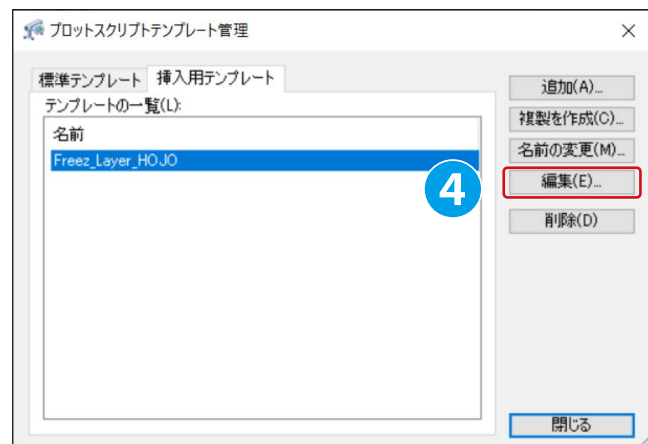 プロットスクリプトテンプレート管理
標準テンプレート 挿入用テンプレート
テンプレートの一覧(L):
名前
Freez_Layer_HOJO
4
追加(A)...
複製を作成(C)...
名前の変更(M)...
編集(E)...
削除(D)
閉じる